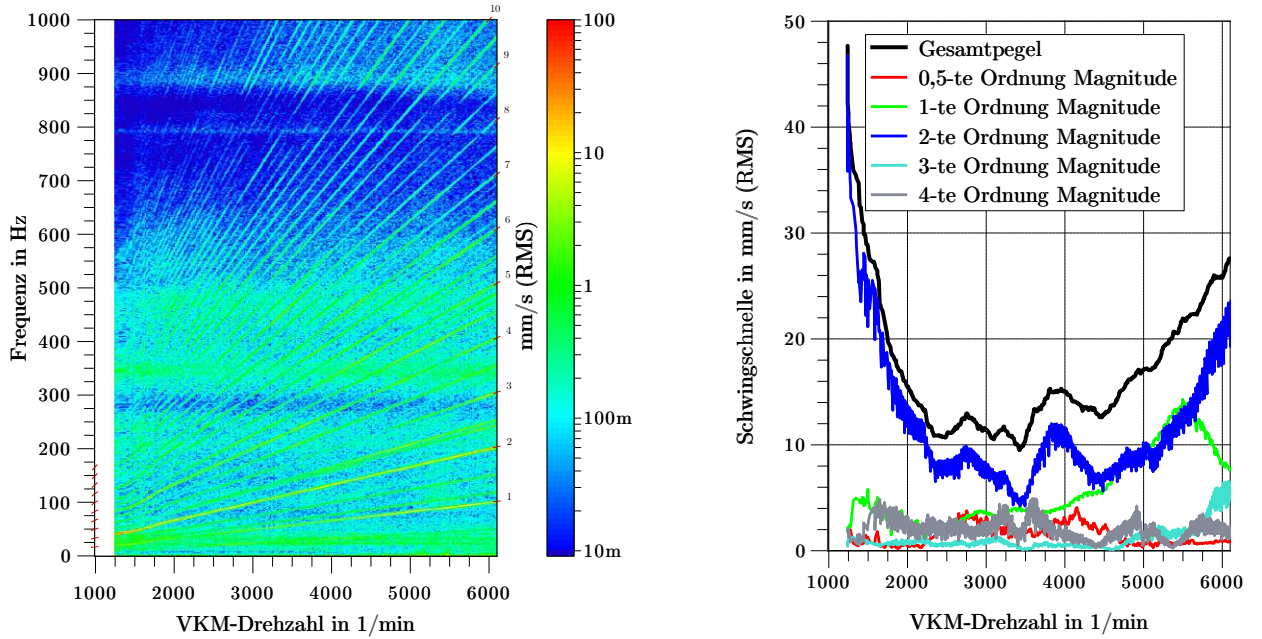 1000
900
800
700
600
500
400
300
200
100
0
Frequenz in Hz
1000 2000 3000 4000 5000 6000
VKM-Drehzahl in 1/min
10
9
8
7
6
5
4
3
2
1
mm/s (RMS)
100
10
1
100m
10m
50
40
30
20
10
0
Schwingschnelle in mm/s (RMS)
Gesamtpegel
0,5-te Ordnung Magnitude
1-te Ordnung Magnitude
2-te Ordnung Magnitude
3-te Ordnung Magnitude
4-te Ordnung Magnitude
1000 2000 3000 4000 5000 6000
VKM-Drehzahl in 1/min